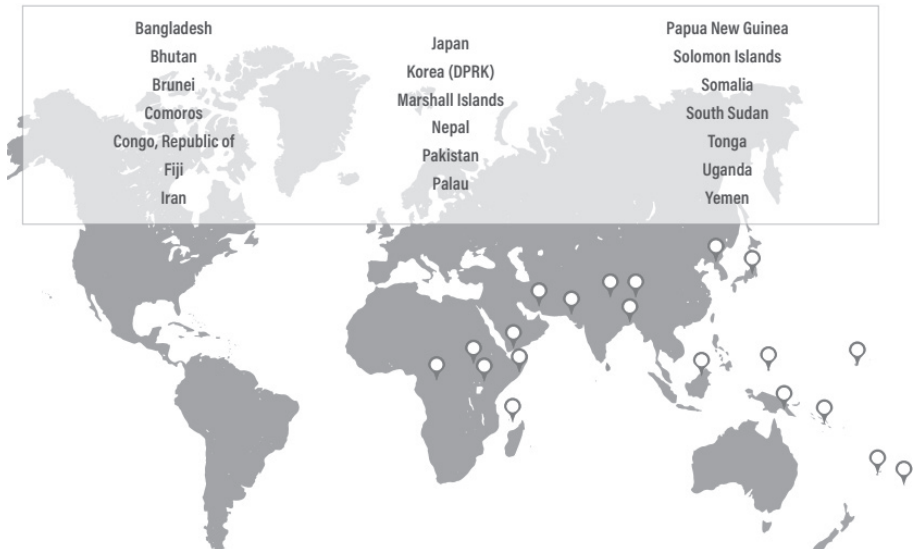 Bangladesh
Bhutan
Brunei
Comoros
Congo, Republic of
Fiji
Iran
Japan
Korea (DPRK)
Marshall Islands
Nepal
Pakistan
Palau
Papua New Guinea
Solomon Islands
Somalia
South Sudan
Tonga
Uganda
Yemen